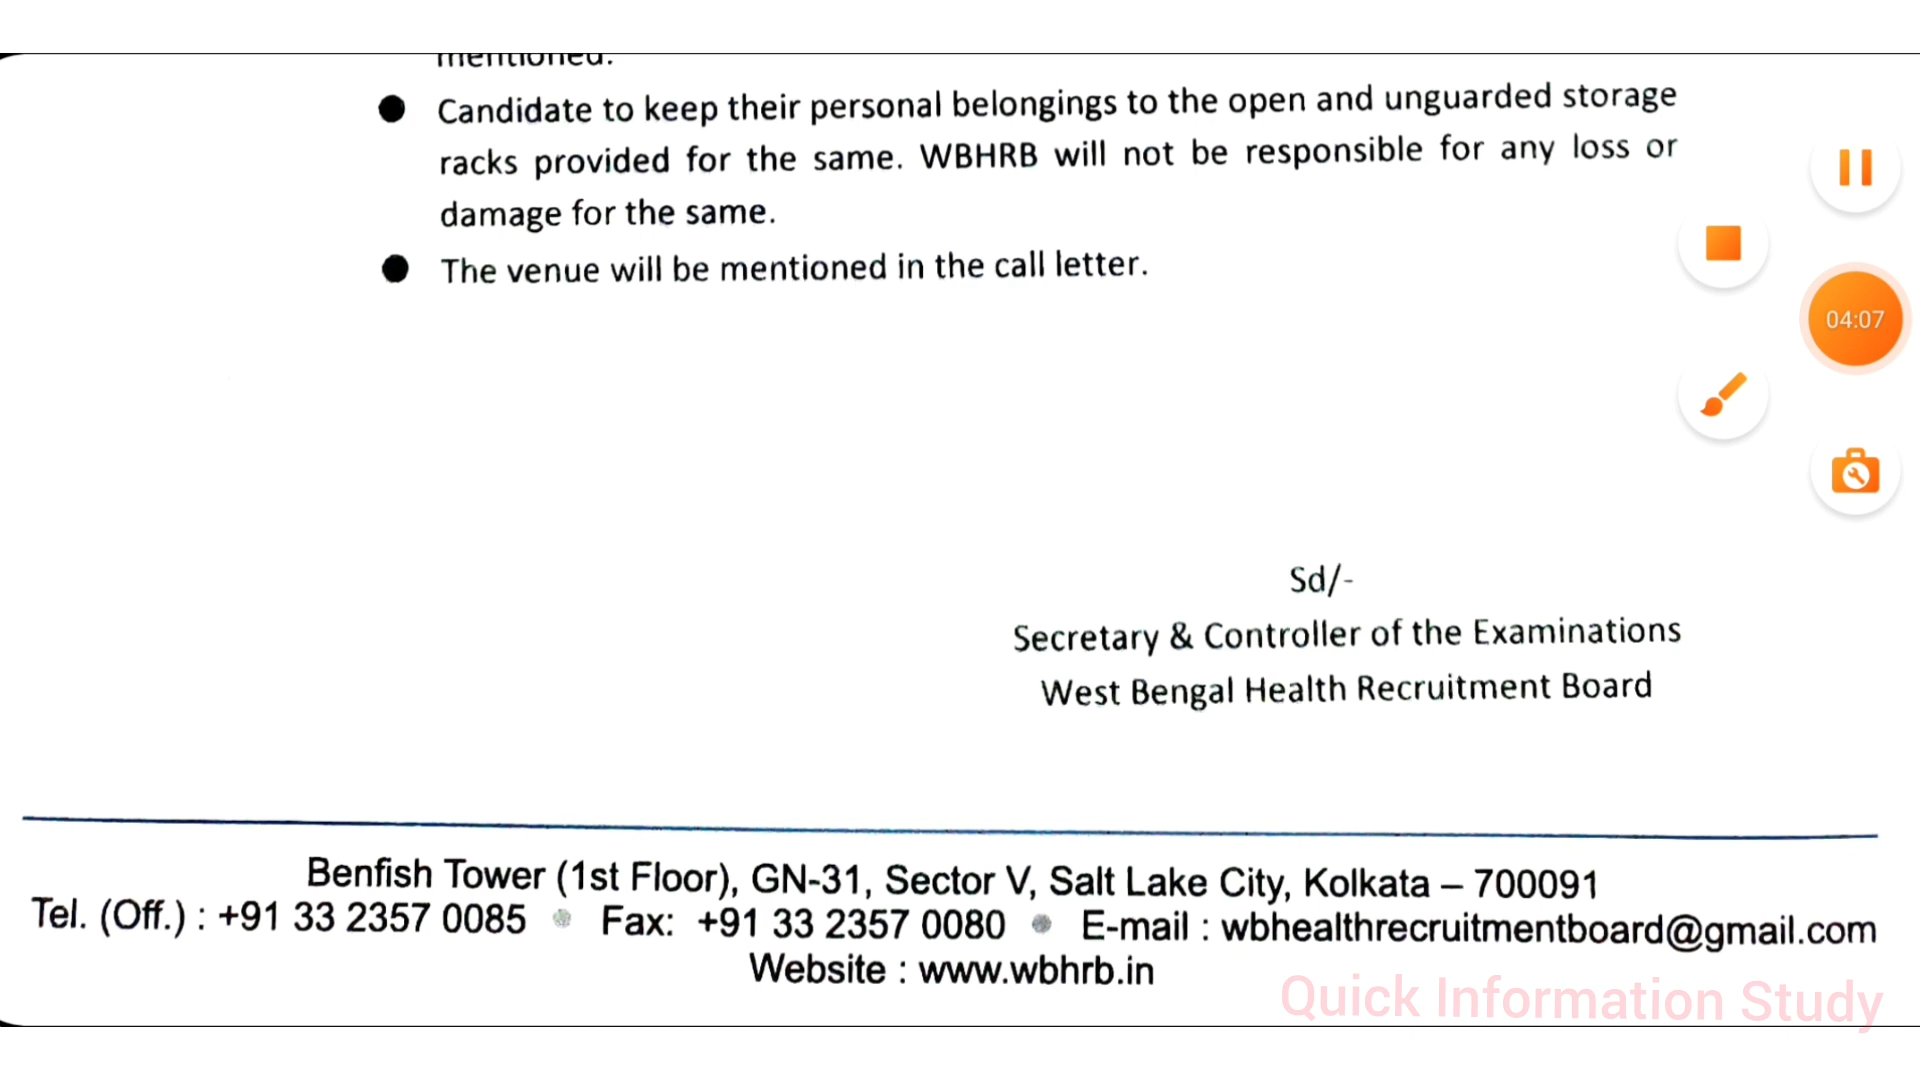 mentioned.
● Candidate to keep their personal belongings to the open and unguarded storage
racks provided for the same. WBHRB will not be responsible for any loss or
damage for the same.
● The venue will be mentioned in the call letter.
04:07
Sd/-
Secretary & Controller of the Examinations
West Bengal Health Recruitment Board
Benfish Tower (1st Floor), GN-31, Sector V, Salt Lake City, Kolkata – 700091
Tel. (Off.) : +91 33 2357 0085 ● Fax: +91 33 2357 0080 ● E-mail : wbhealthrecruitmentboard@gmail.com
Website : www.wbhrb.in
Quick Information Study